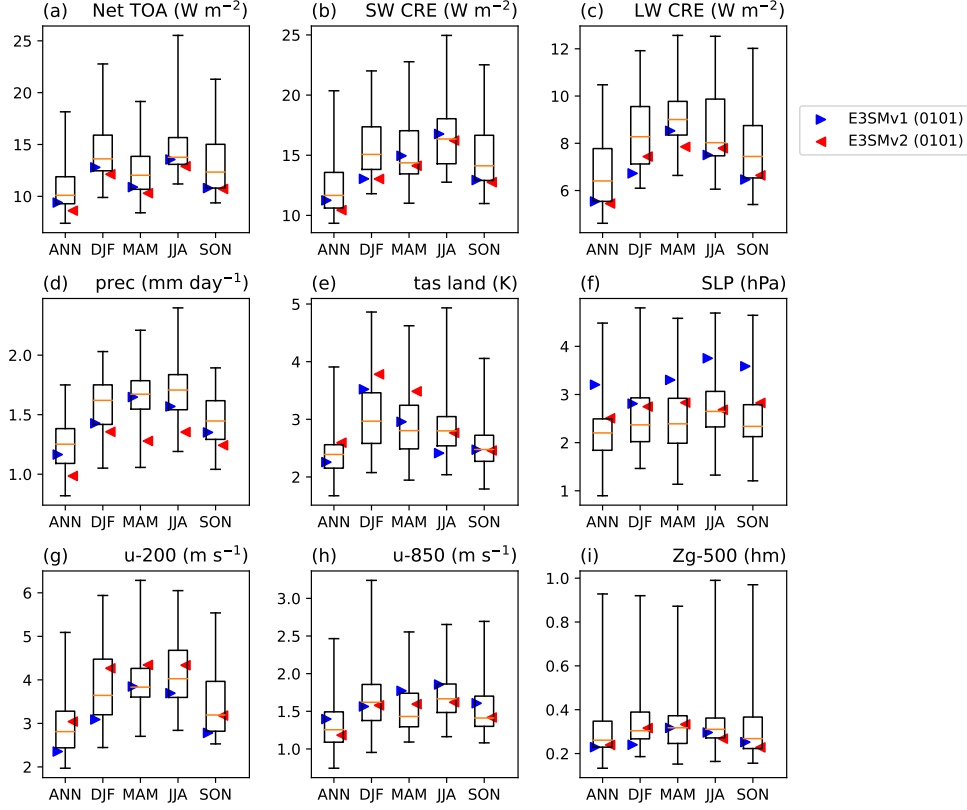 (a) Net TOA (W m⁻²)
25
20
15
10
ANN DJF MAM JJA SON
(b) SW CRE (W m⁻²)
25
20
15
10
ANN DJF MAM JJA SON
(c) LW CRE (W m⁻²)
12
10
8
6
ANN DJF MAM JJA SON
E3SMv1 (0101)
E3SMv2 (0101)
(d) prec (mm day⁻¹)
2.0
1.5
1.0
ANN DJF MAM JJA SON
(e) tas land (K)
5
4
3
2
ANN DJF MAM JJA SON
(f) SLP (hPa)
5
4
3
2
1
ANN DJF MAM JJA SON
(g) u-200 (m s⁻¹)
6
5
4
3
2
ANN DJF MAM JJA SON
(h) u-850 (m s⁻¹)
3.0
2.5
2.0
1.5
1.0
ANN DJF MAM JJA SON
(i) Zg-500 (hm)
1.0
0.8
0.6
0.4
0.2
ANN DJF MAM JJA SON